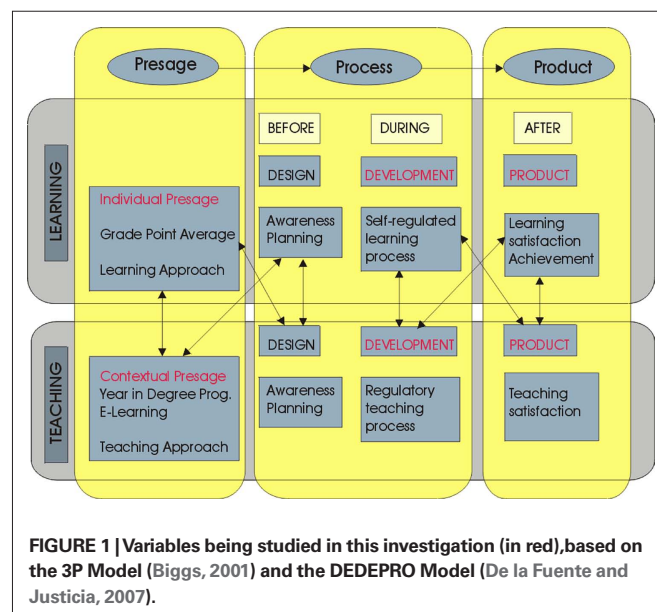 Presage
Process
Product
BEFORE
DURING
AFTER
LEARNING
DESIGN
DEVELOPMENT
PRODUCT
Individual Presage
Grade Point Average
Learning Approach
Awareness
Planning
Self-regulated
learning
process
Learning
satisfaction
Achievement
TEACHING
DESIGN
DEVELOPMENT
PRODUCT
Contextual Presage
Year in Degree Prog.
E-Learning
Teaching Approach
Awareness
Planning
Regulatory
teaching
process
Teaching
satisfaction
FIGURE 1 | Variables being studied in this investigation (in red),based on
the 3P Model (Biggs, 2001) and the DEDEPRO Model (De la Fuente and
Justicia, 2007).